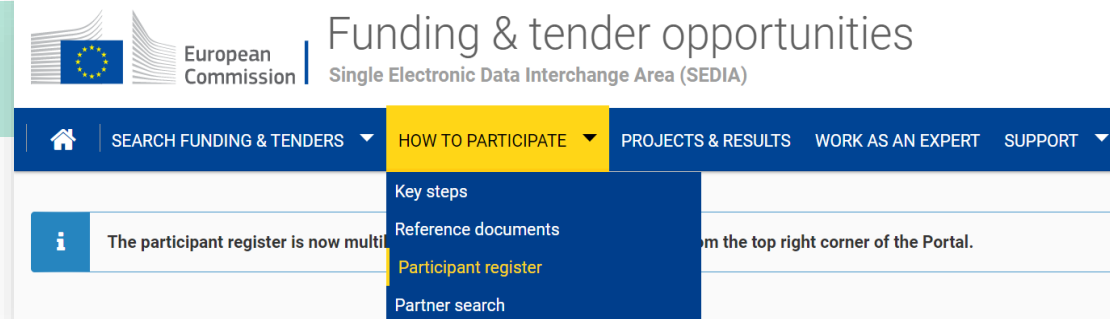 European
Commission
Funding & tender opportunities
Single Electronic Data Interchange Area (SEDIA)
SEARCH FUNDING & TENDERS HOW TO PARTICIPATE PROJECTS & RESULTS WORK AS AN EXPERT SUPPORT
Key steps
Reference documents
i The participant register is now the top right corner of the Portal.
Participant register
Partner search